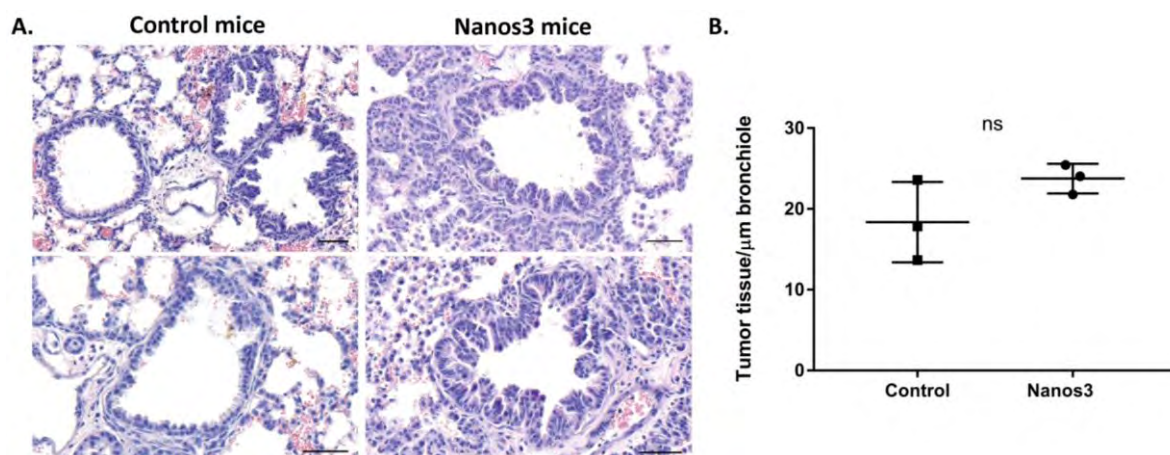 A.
Control mice
Nanos3 mice
B.
Tumor tissue/μm bronchiole
30
20
10
0
ns
Control
Nanos3